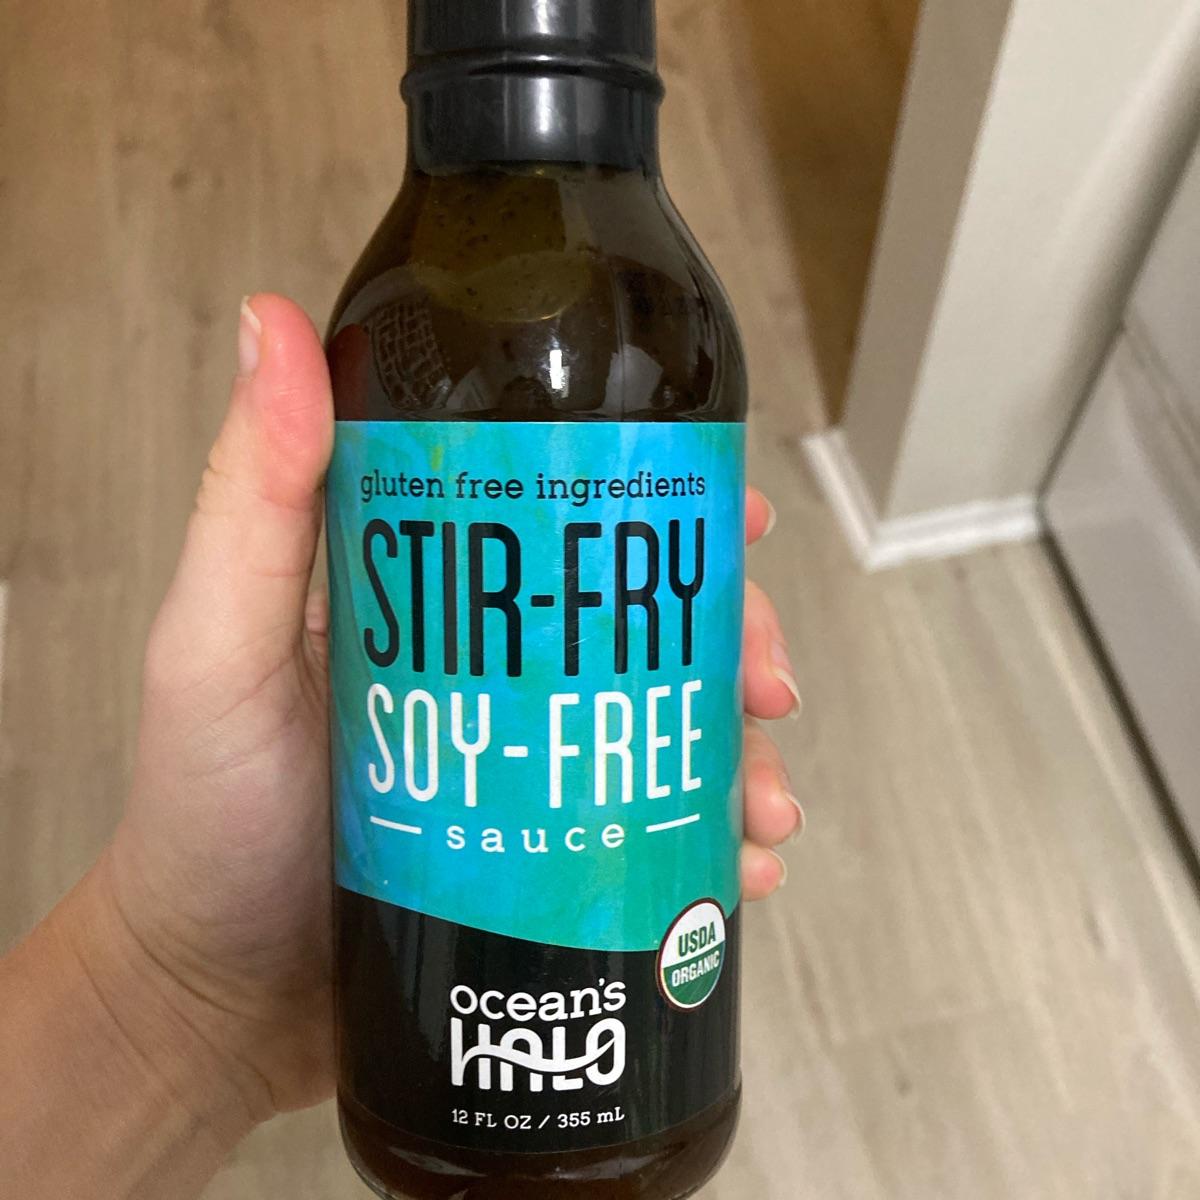 gluten free ingredients
STIR-FRY
SOY-FREE
sauce
USDA
ORGANIC
ocean's
HALO
12 FL OZ / 355 mL